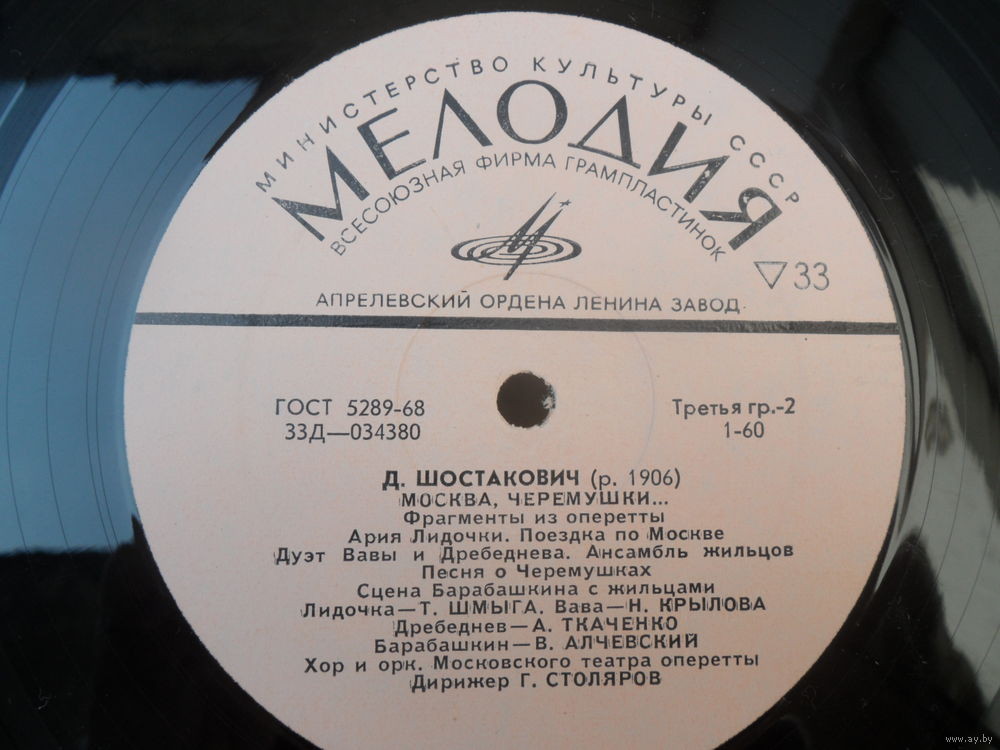 МИНИСТЕРСТВО КУЛЬТУРЫ СССР
МЕЛОДИЯ
ВСЕСОЮЗНАЯ ФИРМА ГРАМПЛАСТИНОК
33
АПРЕЛЕВСКИЙ ОРДЕНА ЛЕНИНА ЗАВОД
ГОСТ 5289-68
33Д—034380
Третья гр.-2
1-60
Д. ШОСТАКОВИЧ (р. 1906)
МОСКВА, ЧЕРЕМУШКИ...
Фрагменты из оперетты
Ария Лидочки. Поездка по Москве
Дуэт Вавы и Дребеднева. Ансамбль жильцов
Песня о Черемушках
Сцена Барабашкина с жильцами
Лидочка—Т. ШМЫГА. Вава—Н. КРЫЛОВА
Дребеднев—А. ТКАЧЕНКО
Барабашкин—В. АЛЧЕВСКИЙ
Хор и орк. Московского театра оперетты
Дирижер Г. СТОЛЯРОВ
www.ay.by